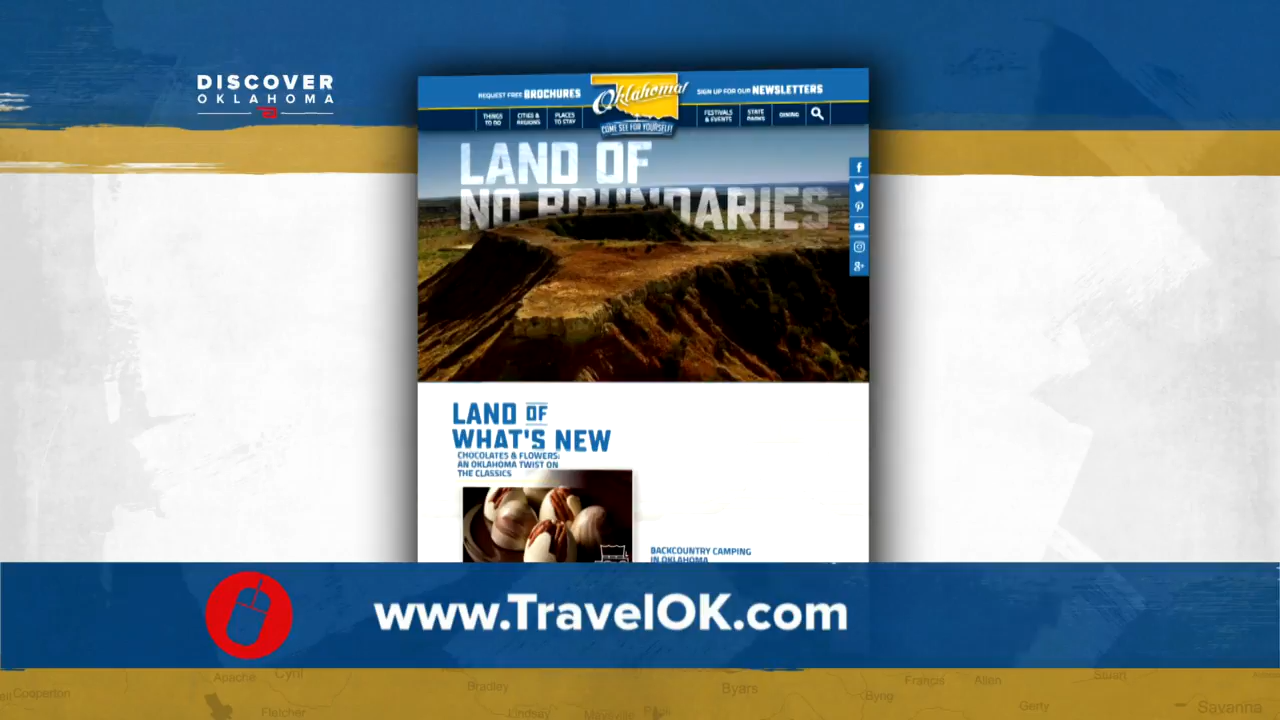 DISCOVER
OKLAHOMA
REQUEST FREE BROCHURES
Oklahoma!
COME SEE FOR YOURSELF!
SIGN UP FOR OUR NEWSLETTERS
THINGS
TO DO
CITIES &
REGIONS
PLACES
TO STAY
FESTIVALS
& EVENTS
STATE
PARKS
DINING
LAND OF
NO BOUNDARIES
LAND OF
WHAT'S NEW
CHOCOLATES & FLOWERS:
AN OKLAHOMA TWIST ON
THE CLASSICS
BACKCOUNTRY CAMPING
IN OKLAHOMA
www.TravelOK.com
Apache
Cyril
Cooperton
Fletcher
Bradley
Lindsay
Maysville
Byars
Byng
Francis
Allen
Gerty
Stuart
Savanna